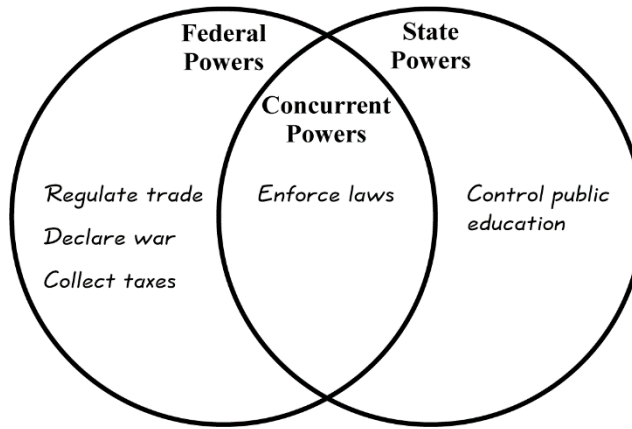 Federal
Powers
State
Powers
Concurrent
Powers
Regulate trade
Declare war
Collect taxes
Enforce laws
Control public
education